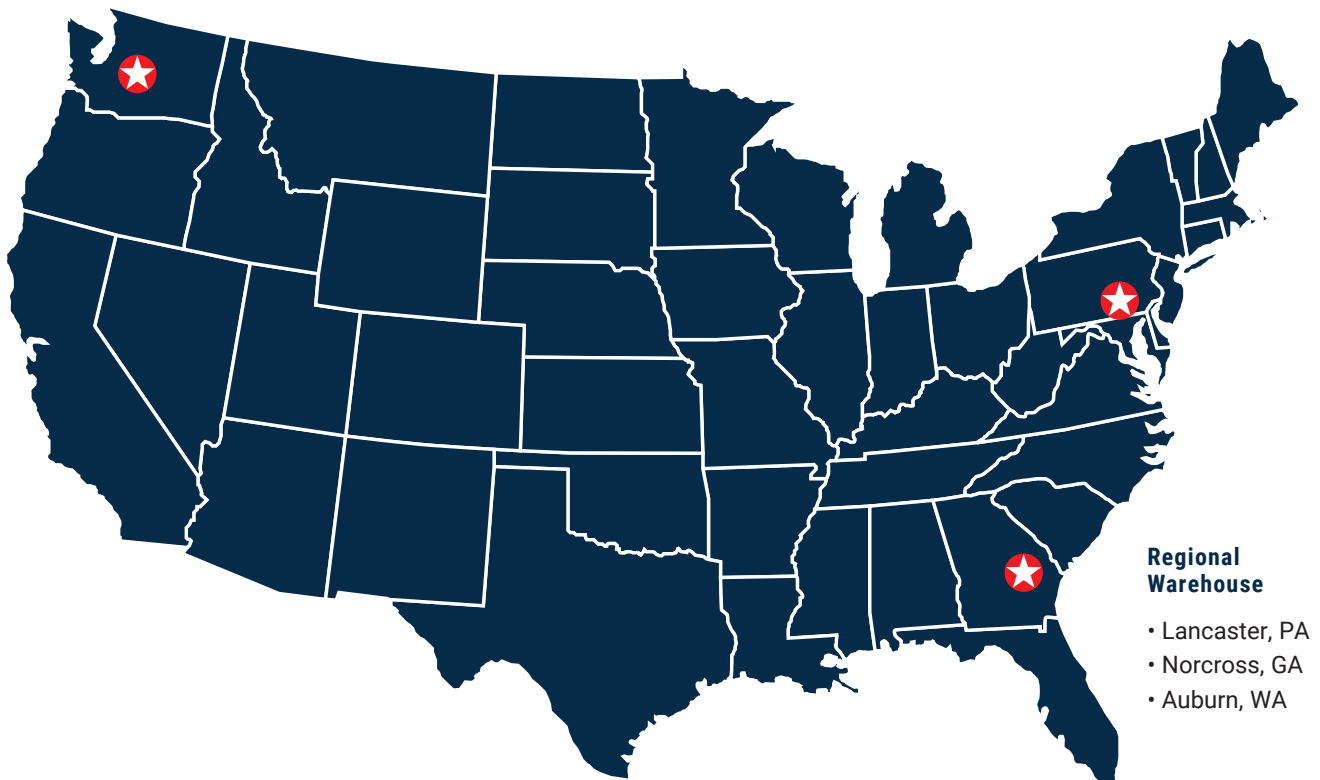 Regional
Warehouse
• Lancaster, PA
• Norcross, GA
• Auburn, WA